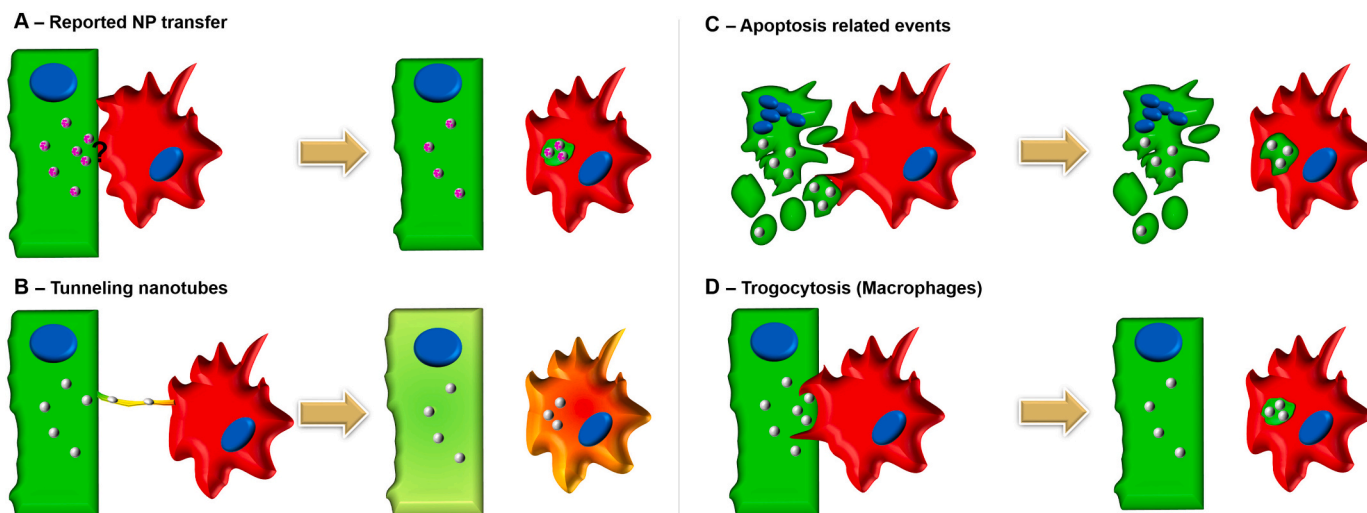 A – Reported NP transfer
?
B – Tunneling nanotubes
C – Apoptosis related events
D – Trogocytosis (Macrophages)